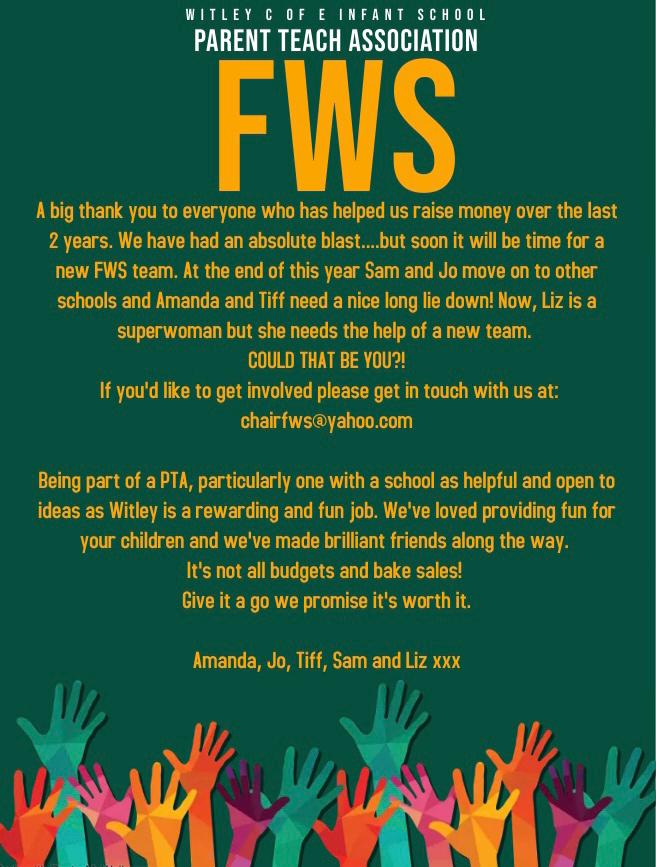 WITLEY C OF E INFANT SCHOOL
PARENT TEACH ASSOCIATION
FWS
A big thank you to everyone who has helped us raise money over the last
2 years. We have had an absolute blast....but soon it will be time for a
new FWS team. At the end of this year Sam and Jo move on to other
schools and Amanda and Tiff need a nice long lie down! Now, Liz is a
superwoman but she needs the help of a new team.
COULD THAT BE YOU?!
If you'd like to get involved please get in touch with us at:
chairfws@yahoo.com
Being part of a PTA, particularly one with a school as helpful and open to
ideas as Witley is a rewarding and fun job. We've loved providing fun for
your children and we've made brilliant friends along the way.
It's not all budgets and bake sales!
Give it a go we promise it's worth it.
Amanda, Jo, Tiff, Sam and Liz xxx